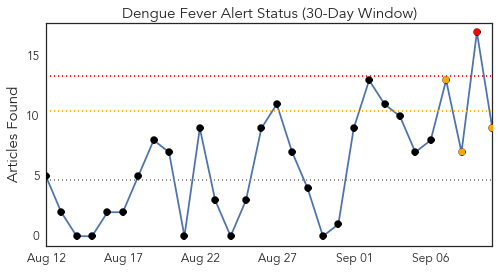 Dengue Fever Alert Status (30-Day Window)
Articles Found
15
10
5
0
Aug 12 Aug 17 Aug 22 Aug 27 Sep 01 Sep 06